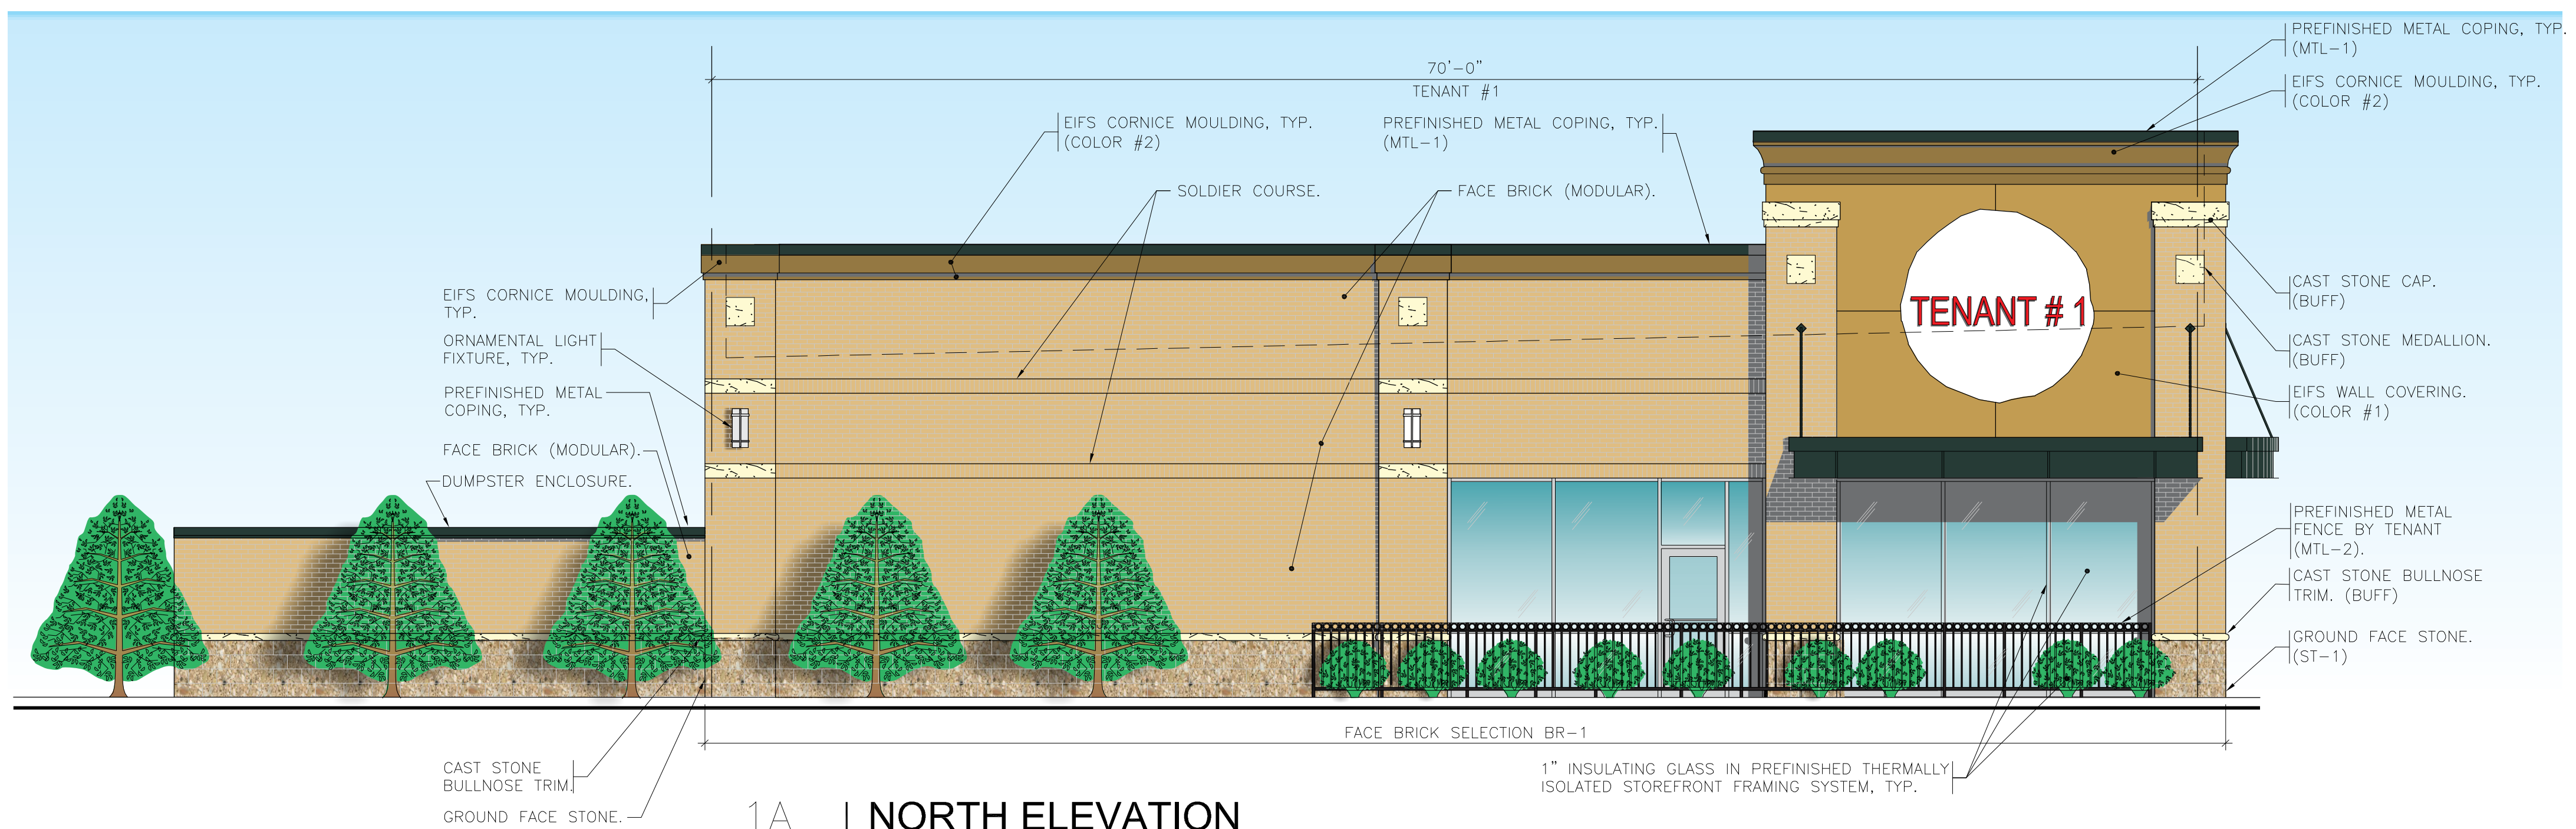 PREFINISHED METAL COPING, TYP.
(MTL-1)
EIFS CORNICE MOULDING, TYP.
(COLOR #2)
70'-0"
TENANT #1
EIFS CORNICE MOULDING, TYP.
(COLOR #2)
PREFINISHED METAL COPING, TYP.
(MTL-1)
SOLDIER COURSE.
FACE BRICK (MODULAR).
EIFS CORNICE MOULDING,
TYP.
ORNAMENTAL LIGHT
FIXTURE, TYP.
PREFINISHED METAL
COPING, TYP.
FACE BRICK (MODULAR).
DUMPSTER ENCLOSURE.
TENANT # 1
CAST STONE CAP.
(BUFF)
CAST STONE MEDALLION.
(BUFF)
EIFS WALL COVERING.
(COLOR #1)
PREFINISHED METAL
FENCE BY TENANT
(MTL-2).
CAST STONE BULLNOSE
TRIM. (BUFF)
GROUND FACE STONE.
(ST-1)
FACE BRICK SELECTION BR-1
CAST STONE
BULLNOSE TRIM.
GROUND FACE STONE.
1" INSULATING GLASS IN PREFINISHED THERMALLY
ISOLATED STOREFRONT FRAMING SYSTEM, TYP.
1A NORTH ELEVATION